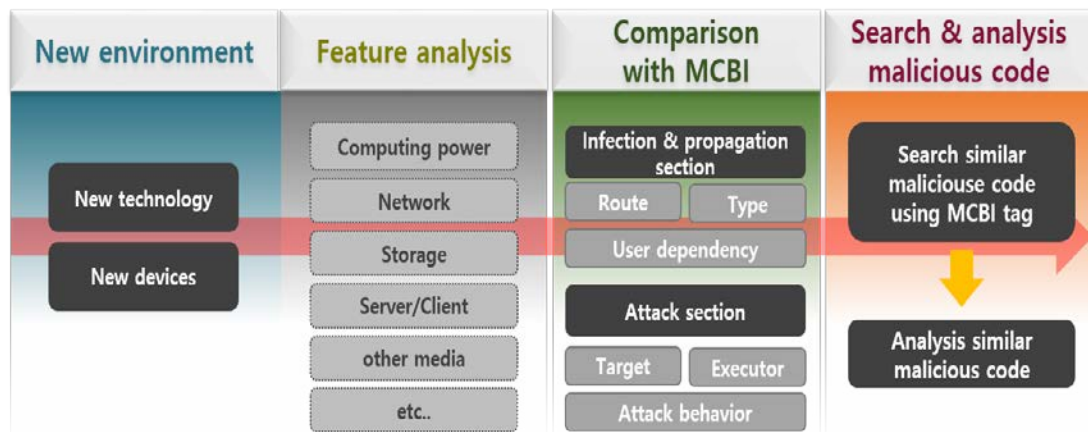 New environment
New technology
New devices
Feature analysis
Computing power
Network
Storage
Server/Client
other media
etc..
Comparison
with MCBI
Infection & propagation
section
Route
Type
User dependency
Attack section
Target
Executor
Attack behavior
Search & analysis
malicious code
Search similar
maliciouse code
using MCBI tag
Analysis similar
malicious code